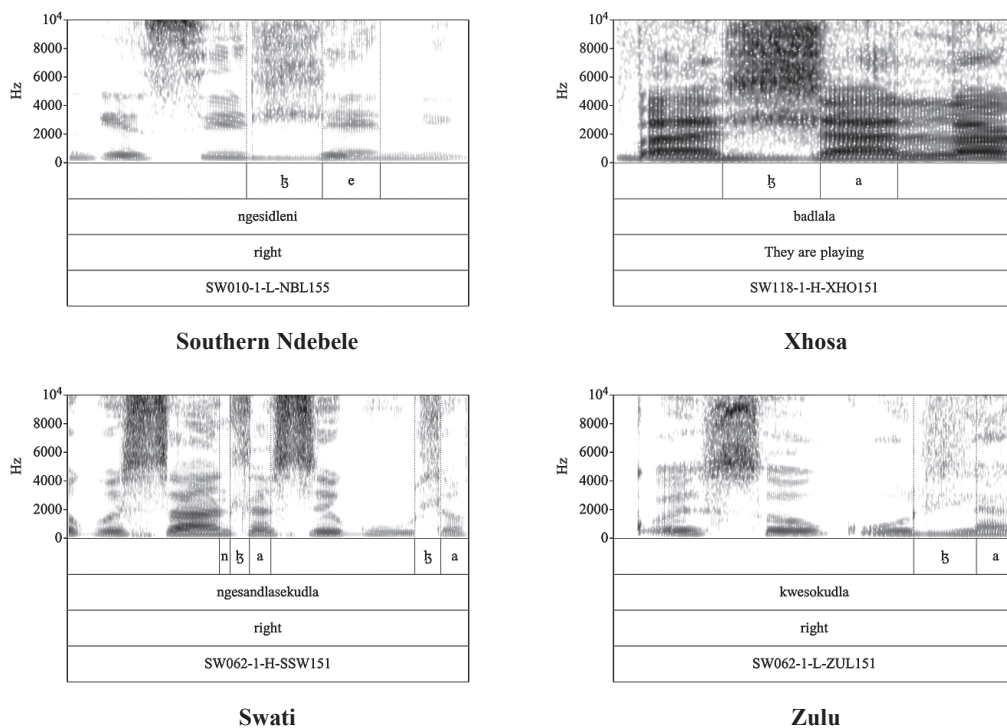 10⁴
8000
6000
4000
2000
0
Hz
ɮ e
ngesidleni
right
SW010-1-L-NBL155
Southern Ndebele
10⁴
8000
6000
4000
2000
0
Hz
ɮ a
badlala
They are playing
SW118-1-H-XHO151
Xhosa
10⁴
8000
6000
4000
2000
0
Hz
n ɮ a ɮ a
ngesandlasekudla
right
SW062-1-H-SSW151
Swati
10⁴
8000
6000
4000
2000
0
Hz
ɮ a
kwesokudla
right
SW062-1-L-ZUL151
Zulu